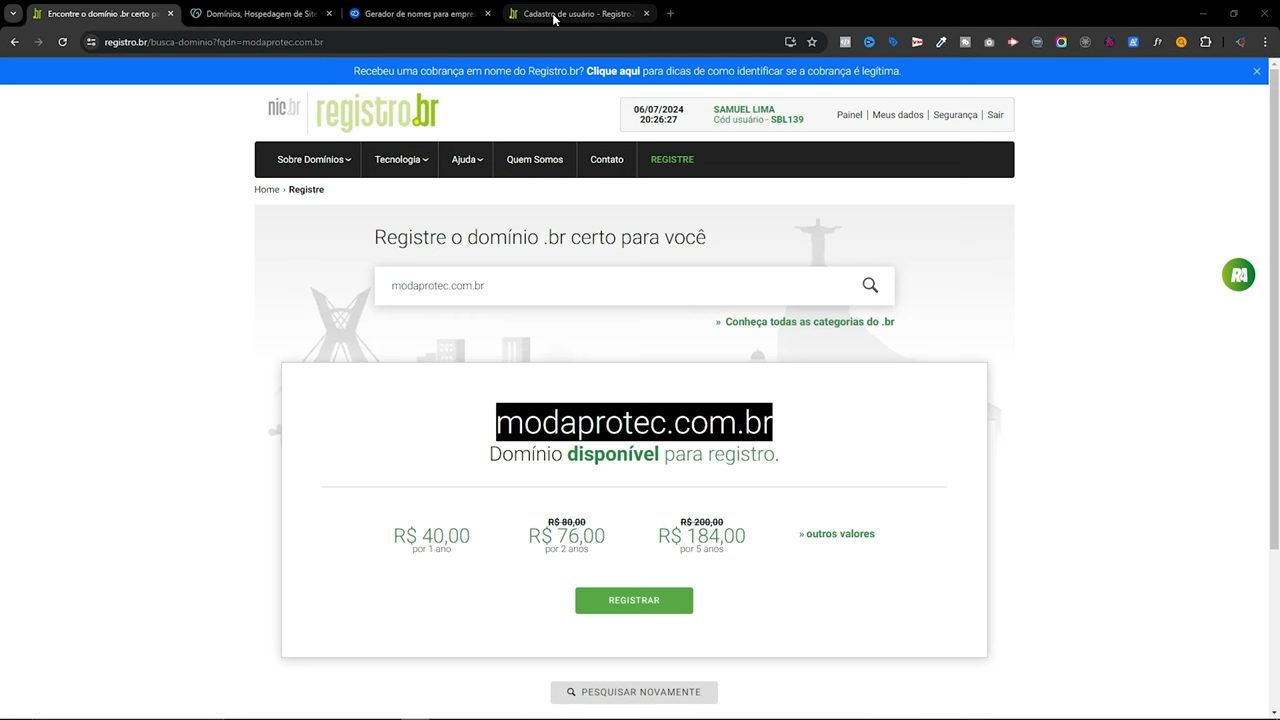 Encontre o domínio .br certo pa
Domínios, Hospedagem de Site
Gerador de nomes para empre
Cadastro de usuário - Registro.
registro.br/busca-dominio?fqdn=modaprotec.com.br
Recebeu uma cobrança em nome do Registro.br? Clique aqui para dicas de como identificar se a cobrança é legítima.
nic.br registro.br
06/07/2024
20:26:27
SAMUEL LIMA
Cód usuário - SBL139
Painel | Meus dados | Segurança | Sair
Sobre Domínios Tecnologia Ajuda Quem Somos Contato REGISTRE
Home › Registre
Registre o domínio .br certo para você
modaprotec.com.br
» Conheça todas as categorias do .br
RA
modaprotec.com.br
Domínio disponível para registro.
R$ 80,00 R$ 200,00
R$ 40,00 R$ 76,00 R$ 184,00 » outros valores
por 1 ano por 2 anos por 5 anos
REGISTRAR
PESQUISAR NOVAMENTE